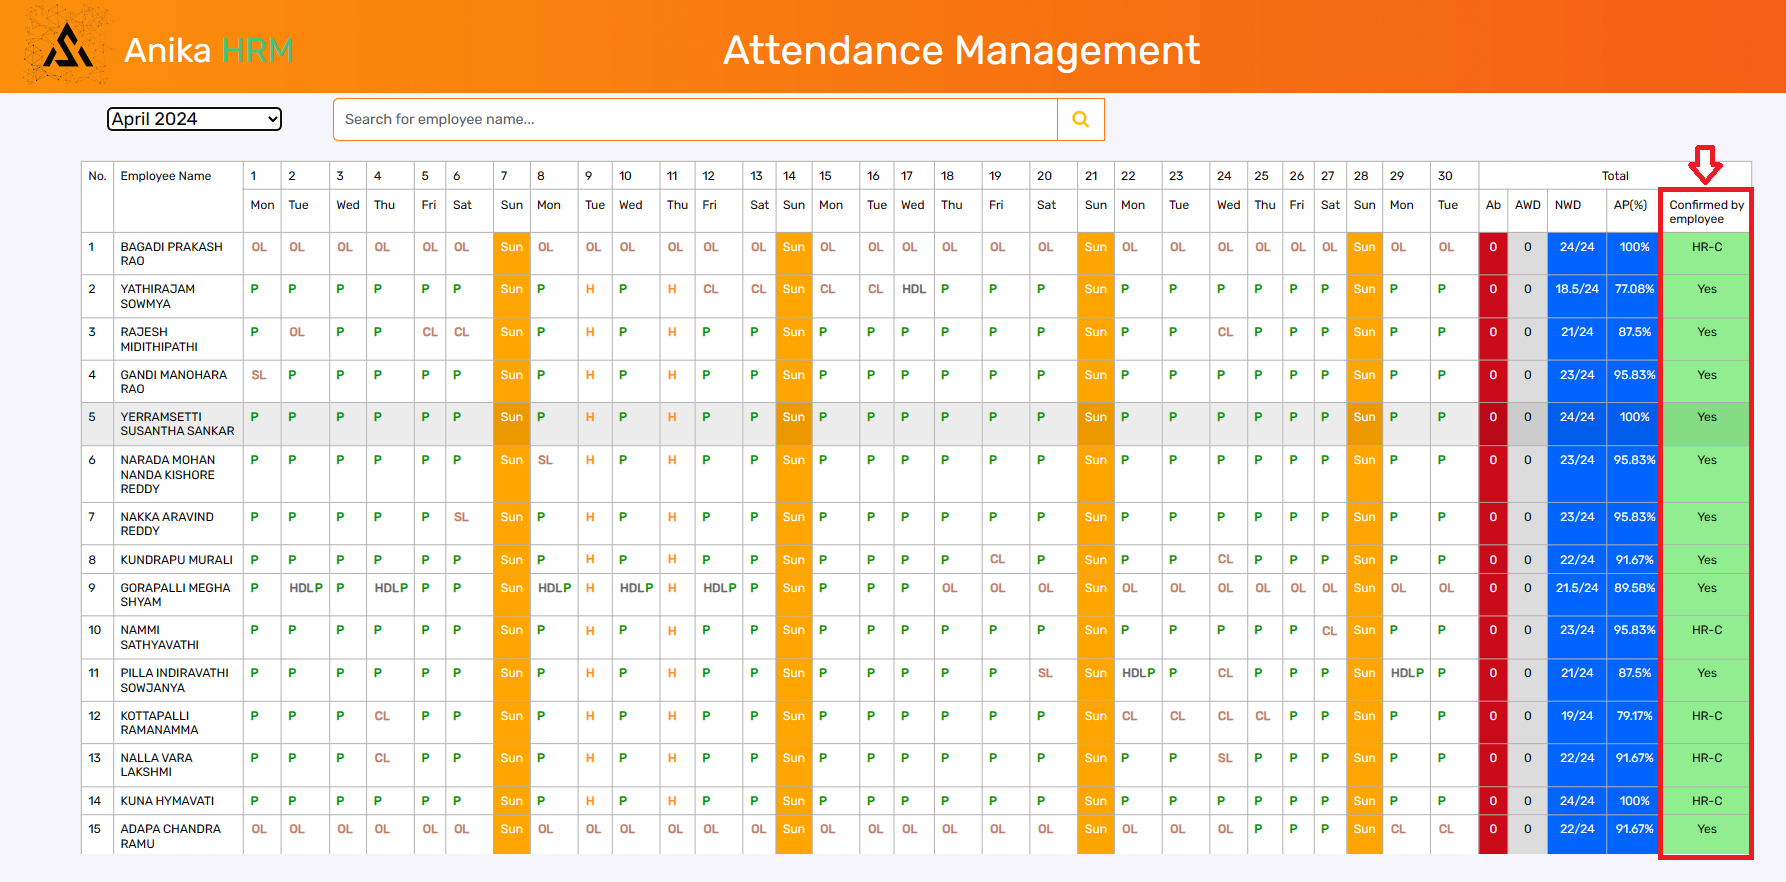 Anika HRM
Attendance Management
April 2024
Search for employee name...
No. Employee Name 1 2 3 4 5 6 7 8 9 10 11 12 13 14 15 16 17 18 19 20 21 22 23 24 25 26 27 28 29 30 Total
Mon Tue Wed Thu Fri Sat Sun Mon Tue Wed Thu Fri Sat Sun Mon Tue Wed Thu Fri Sat Sun Mon Tue Wed Thu Fri Sat Sun Mon Tue Ab AWD NWD AP(%) Confirmed by
employee
1 BAGADI PRAKASH OL OL OL OL OL OL Sun OL OL OL OL OL OL Sun OL OL OL OL OL OL Sun OL OL OL OL OL OL Sun OL OL 0 0 24/24 100% HR-C
RAO
2 YATHIRAJAM P P P P P P Sun P H P H CL CL Sun CL CL HDL P P P Sun P P P P P P Sun P P 0 0 18.5/24 77.08% Yes
SOWMYA
3 RAJESH P OL P P CL CL Sun P H P H P P Sun P P P P P P Sun P P CL P P P Sun P P 0 0 21/24 87.5% Yes
MIDITHIPATHI
4 GANDI MANOHARA SL P P P P P Sun P H P H P P Sun P P P P P P Sun P P P P P P Sun P P 0 0 23/24 95.83% Yes
RAO
5 YERRAMSETTI P P P P P P Sun P H P H P P Sun P P P P P P Sun P P P P P P Sun P P 0 0 24/24 100% Yes
SUSANTHA SANKAR
6 NARADA MOHAN P P P P P P Sun SL H P H P P Sun P P P P P P Sun P P P P P P Sun P P 0 0 23/24 95.83% Yes
NANDA KISHORE
REDDY
7 NAKKA ARAVIND P P P P P SL Sun P H P H P P Sun P P P P P P Sun P P P P P P Sun P P 0 0 23/24 95.83% Yes
REDDY
8 KUNDRAPU MURALI P P P P P P Sun P H P H P P Sun P P P P CL P Sun P P CL P P P Sun P P 0 0 22/24 91.67% Yes
9 GORAPALLI MEGHA P HDLP P HDLP P P Sun HDLP H HDLP H HDLP P Sun P P P OL OL OL Sun OL OL OL OL OL OL Sun OL OL 0 0 21.5/24 89.58% Yes
SHYAM
10 NAMMI P P P P P P Sun P H P H P P Sun P P P P P P Sun P P P P P CL Sun P P 0 0 23/24 95.83% HR-C
SATHYAVATHI
11 PILLA INDIRAVATHI P P P P P P Sun P H P H P P Sun P P P P P SL Sun HDLP P CL P P P Sun HDLP P 0 0 21/24 87.5% Yes
SOWJANYA
12 KOTTAPALLI P P P CL P P Sun P H P H P P Sun P P P P P P Sun CL CL CL CL P P Sun P P 0 0 19/24 79.17% HR-C
RAMANAMMA
13 NALLA VARA P P P CL P P Sun P H P H P P Sun P P P P P P Sun P P SL P P P Sun P P 0 0 22/24 91.67% HR-C
LAKSHMI
14 KUNA HYMAVATI P P P P P P Sun P H P H P P Sun P P P P P P Sun P P P P P P Sun P P 0 0 24/24 100% HR-C
15 ADAPA CHANDRA OL OL OL OL OL OL Sun OL OL OL OL OL OL Sun OL OL OL OL OL OL Sun OL OL OL P P P Sun CL CL 0 0 22/24 91.67% Yes
RAMU